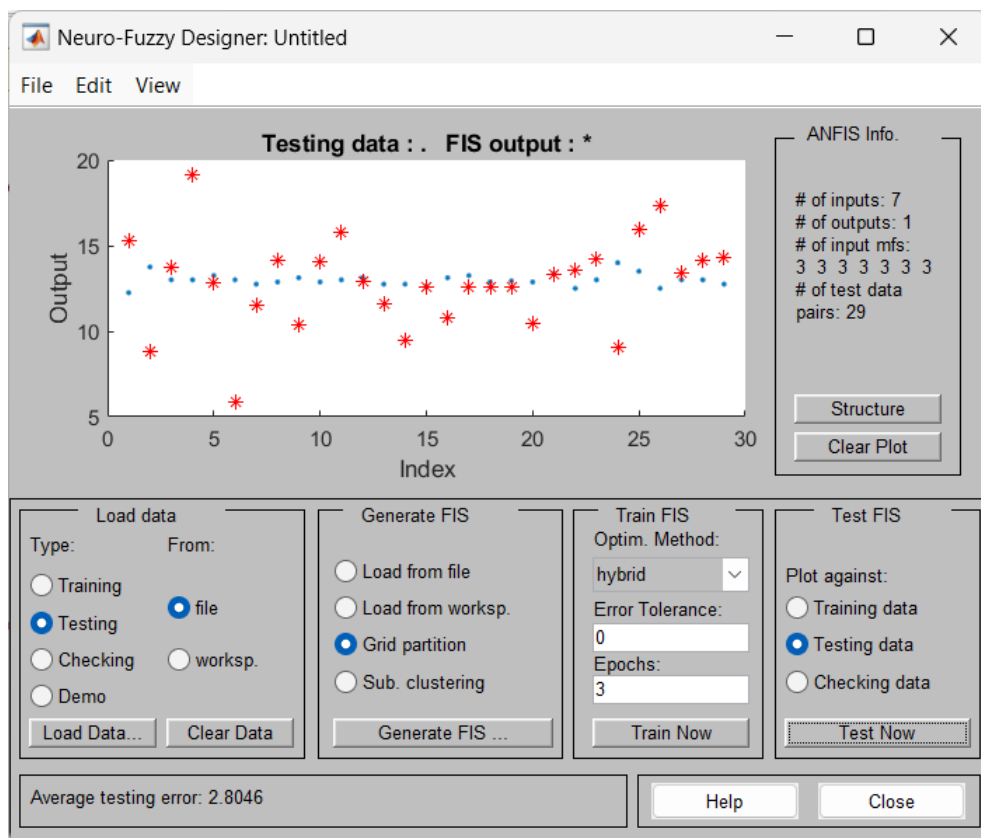 Neuro-Fuzzy Designer: Untitled
File Edit View
Testing data : . FIS output : *
20
15
10
5
Output
0 5 10 15 20 25 30
Index
ANFIS Info.
# of inputs: 7
# of outputs: 1
# of input mfs:
3 3 3 3 3 3 3
# of test data
pairs: 29
Structure
Clear Plot
Load data
Type: From:
Training
Testing
Checking
Demo
file
worksp.
Load Data... Clear Data
Generate FIS
Load from file
Load from worksp.
Grid partition
Sub. clustering
Generate FIS ...
Train FIS
Optim. Method:
hybrid
Error Tolerance:
0
Epochs:
3
Train Now
Test FIS
Plot against:
Training data
Testing data
Checking data
Test Now
Average testing error: 2.8046
Help Close